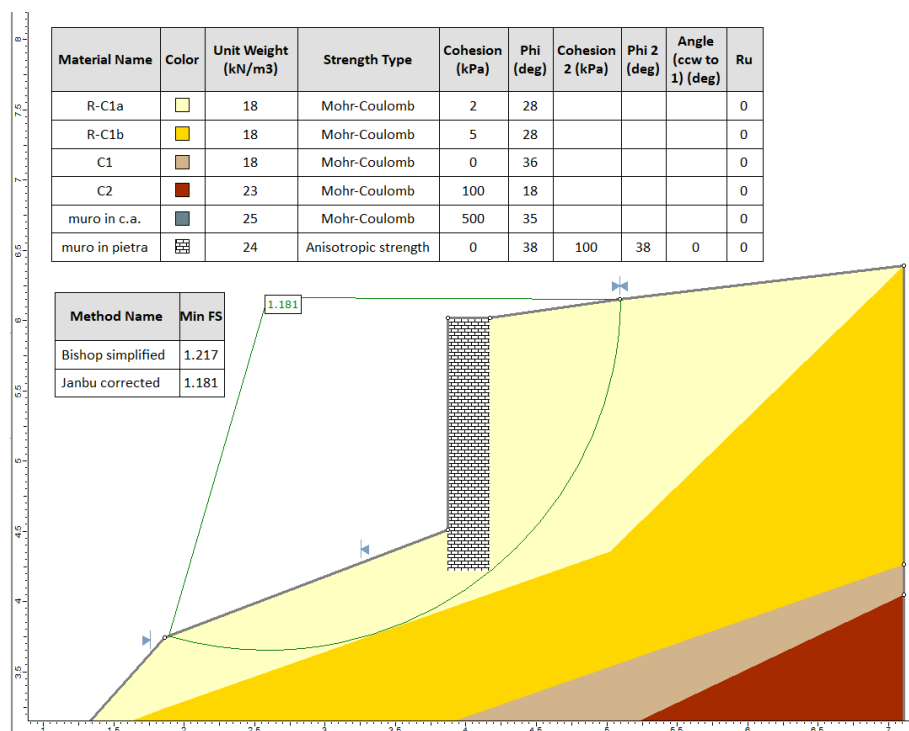 Material Name Color Unit Weight (kN/m3) Strength Type Cohesion (kPa) Phi (deg) Cohesion 2 (kPa) Phi 2 (deg) Angle (ccw to 1) (deg) Ru
R-C1a 18 Mohr-Coulomb 2 28 0
R-C1b 18 Mohr-Coulomb 5 28 0
C1 18 Mohr-Coulomb 0 36 0
C2 23 Mohr-Coulomb 100 18 0
muro in c.a. 25 Mohr-Coulomb 500 35 0
muro in pietra 24 Anisotropic strength 0 38 100 38 0 0
Method Name Min FS
Bishop simplified 1.217
Janbu corrected 1.181
1.181
8
7.5
7
6.5
6
5.5
5
4.5
4
3.5
1 1.5 2 2.5 3 3.5 4 4.5 5 5.5 6 6.5 7